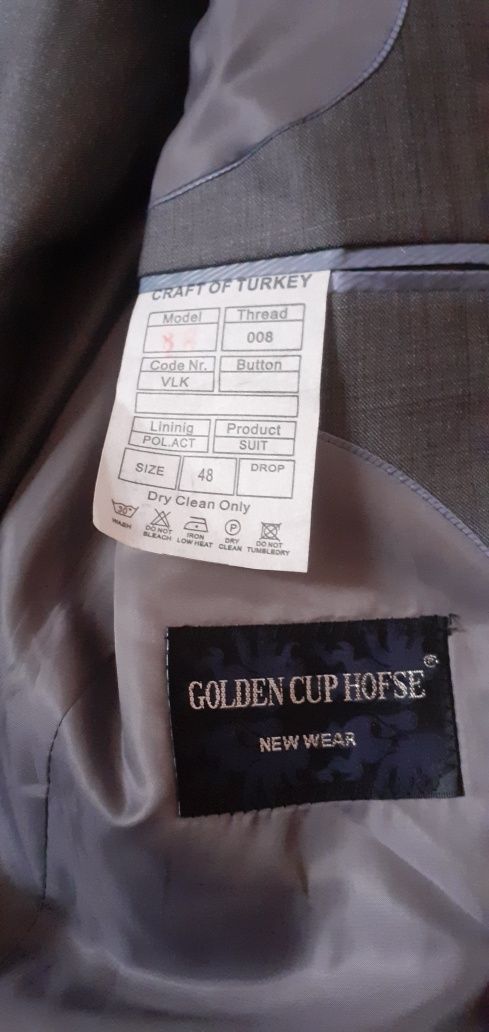 CRAFT OF TURKEY
Model Thread
008
Code Nr. Button
VLK
Lininig Product
POL.ACT SUIT
SIZE 48 DROP
Dry Clean Only
30°
WASH DO NOT BLEACH IRON LOW HEAT P DRY CLEAN DO NOT TUMBLEDRY
GOLDEN CUP HOFSE ®
NEW WEAR